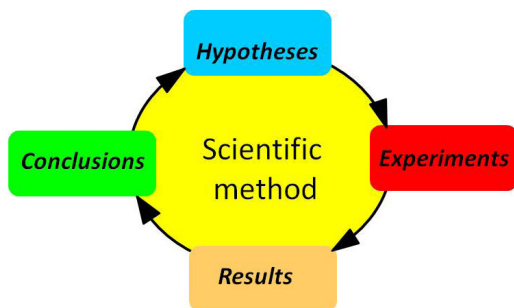 Hypotheses
Experiments
Results
Conclusions
Scientific
method